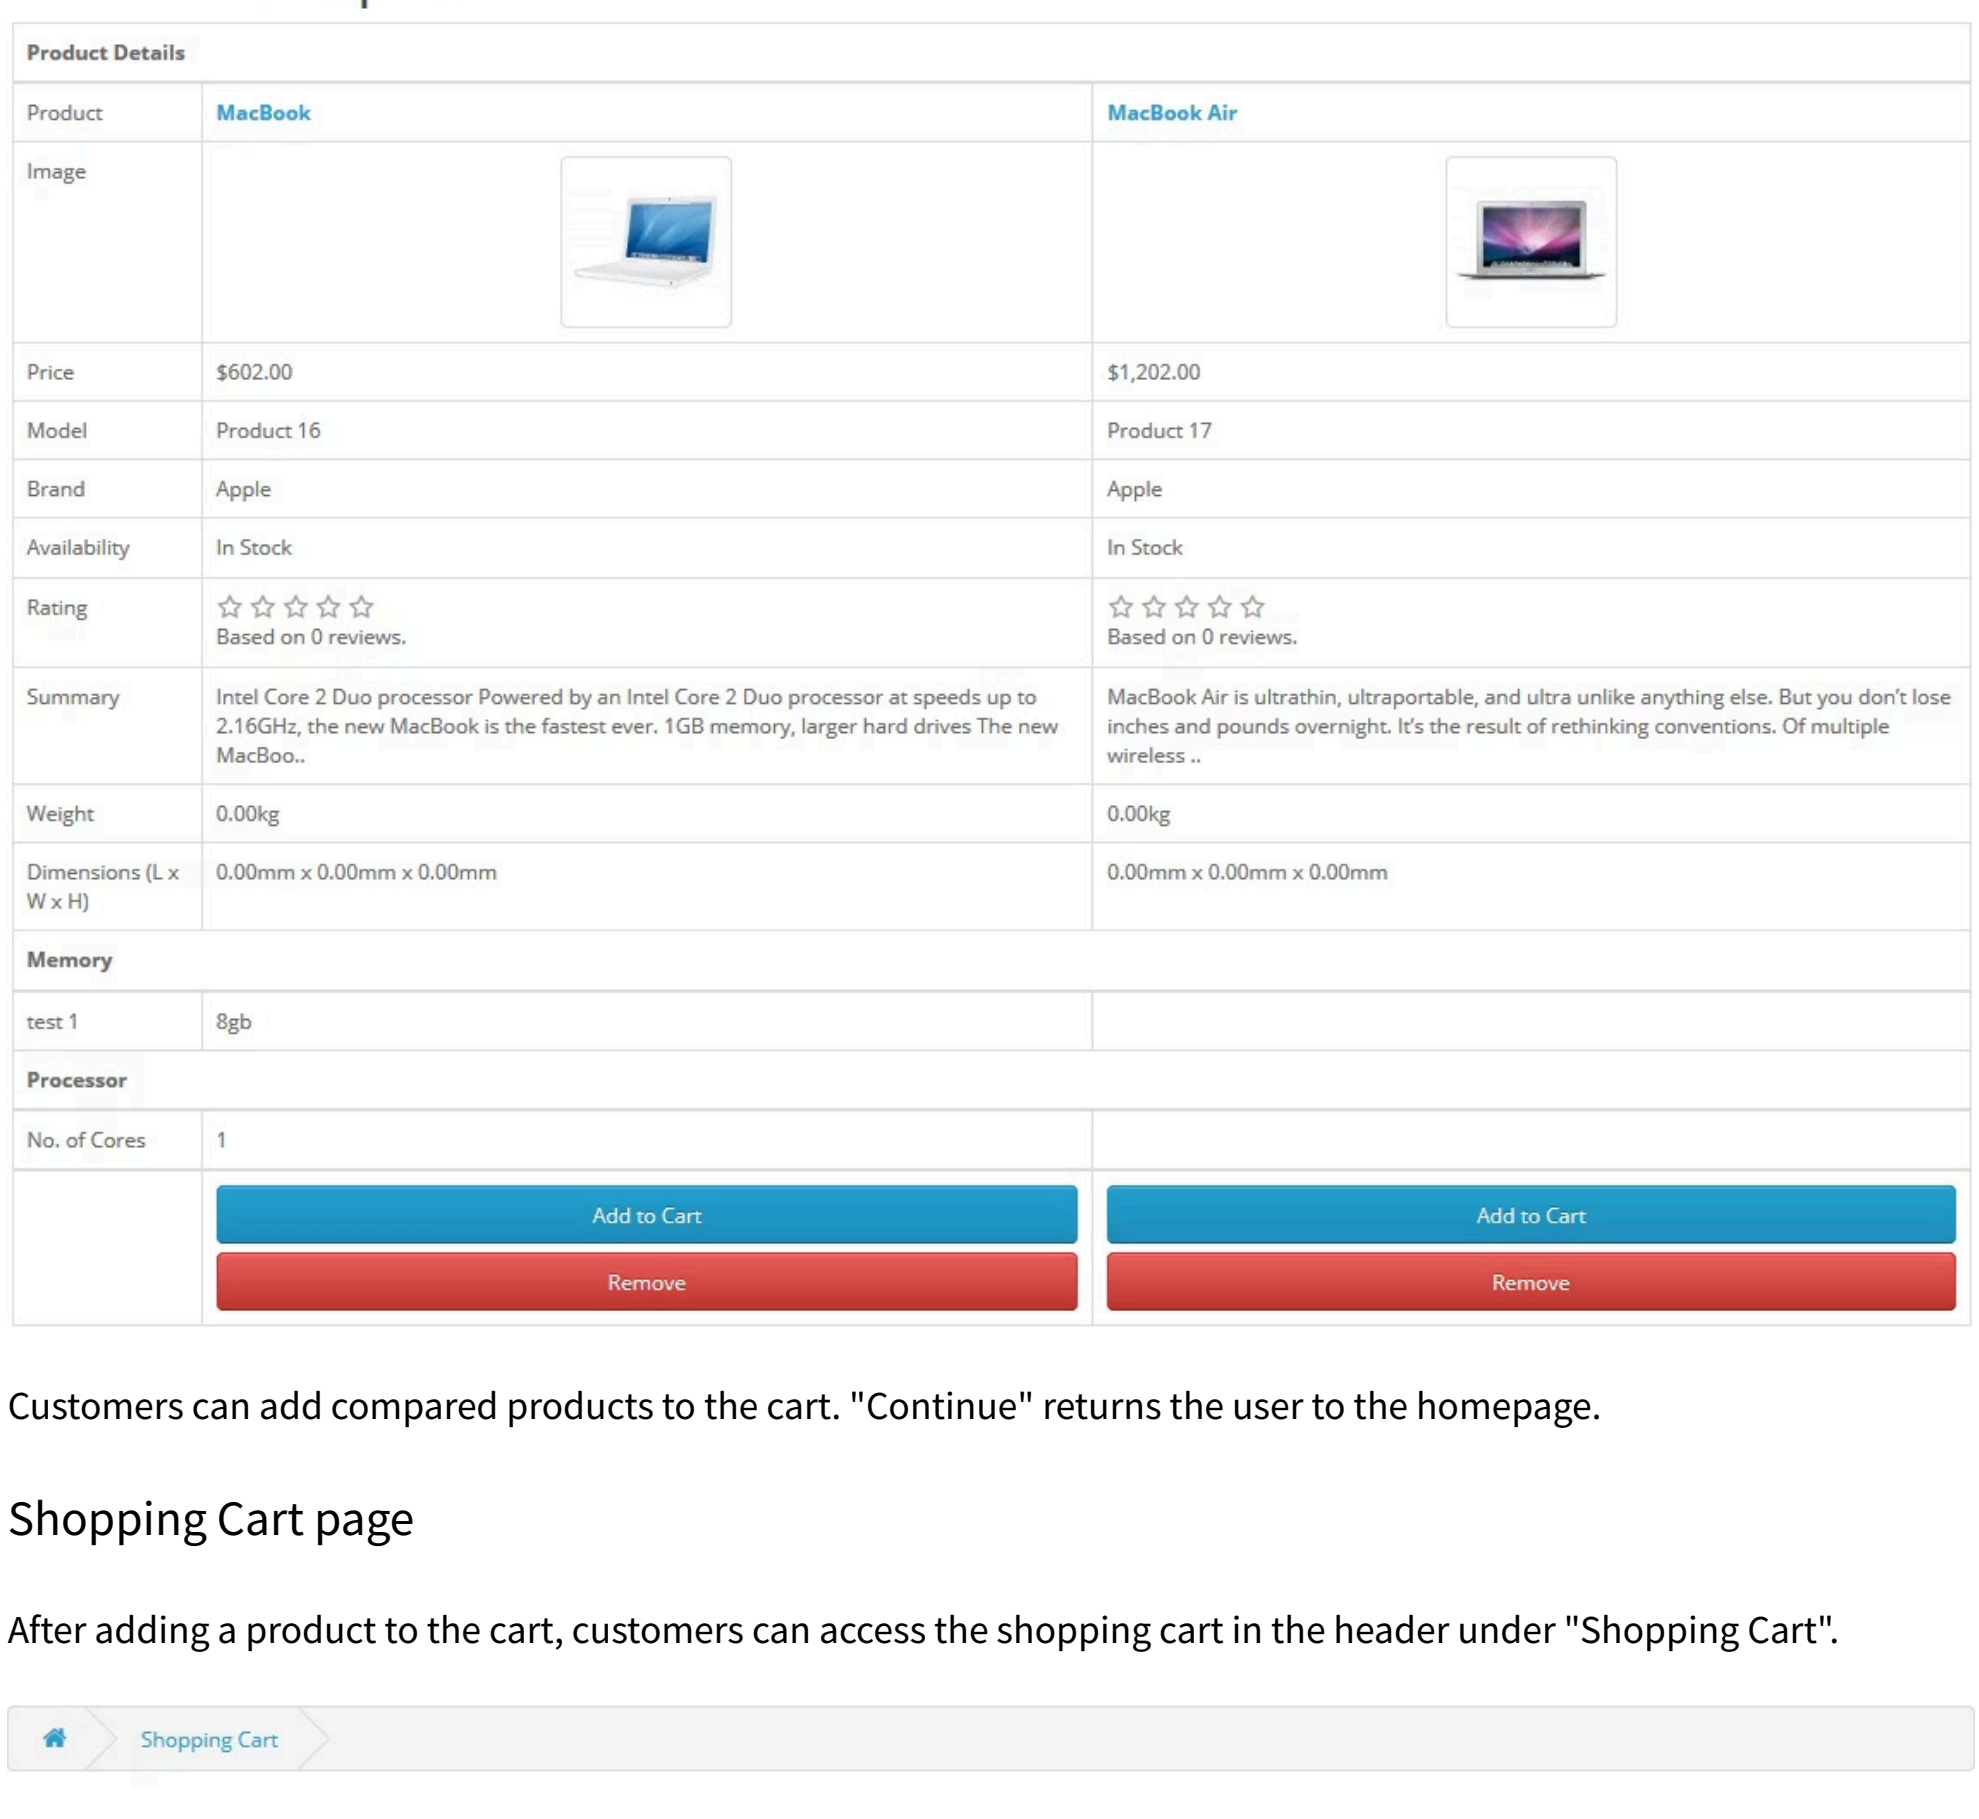 Product Details
Product MacBook MacBook Air
Image
Price $602.00 $1,202.00
Model Product 16 Product 17
Brand Apple Apple
Availability In Stock In Stock
Rating
Based on 0 reviews. Based on 0 reviews.
Summary Intel Core 2 Duo processor Powered by an Intel Core 2 Duo processor at speeds up to MacBook Air is ultrathin, ultraportable, and ultra unlike anything else. But you don’t lose
2.16GHz, the new MacBook is the fastest ever. 1GB memory, larger hard drives The new inches and pounds overnight. It’s the result of rethinking conventions. Of multiple
MacBoo.. wireless ..
Weight 0.00kg 0.00kg
Dimensions (L x 0.00mm x 0.00mm x 0.00mm 0.00mm x 0.00mm x 0.00mm
W x H)
Memory
test 1 8gb
Processor
No. of Cores 1
Add to Cart Add to Cart
Remove Remove
Customers can add compared products to the cart. "Continue" returns the user to the homepage.
Shopping Cart page
After adding a product to the cart, customers can access the shopping cart in the header under "Shopping Cart".
Shopping Cart